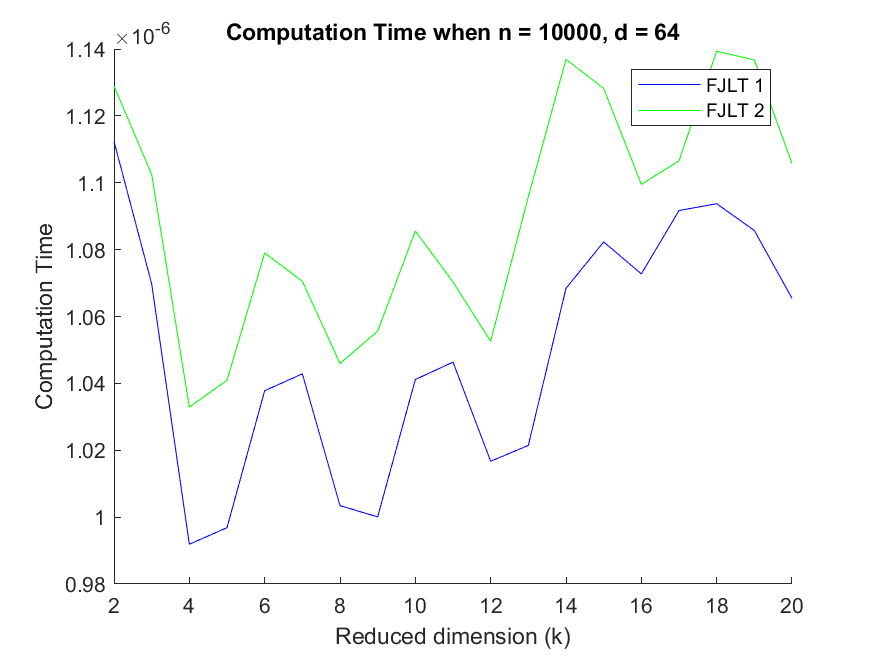 Computation Time when n = 10000, d = 64
×10⁻⁶
1.14
1.12
1.1
1.08
1.06
1.04
1.02
1
0.98
Computation Time
FJLT 1
FJLT 2
2 4 6 8 10 12 14 16 18 20
Reduced dimension (k)